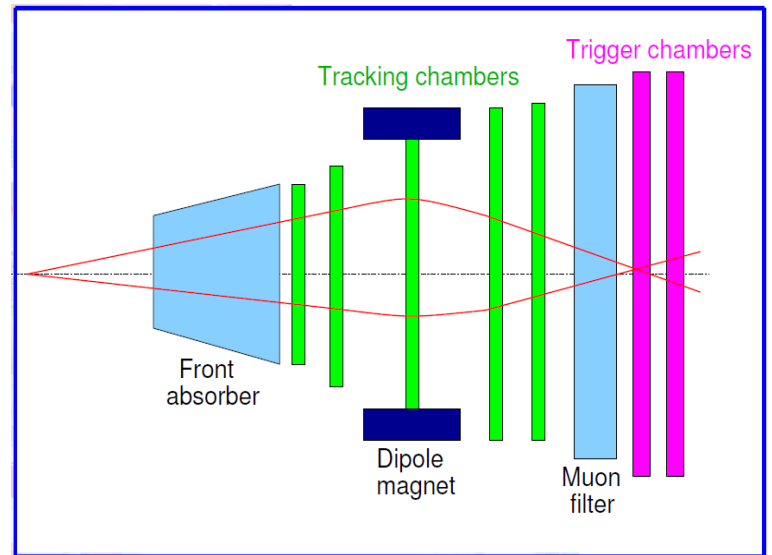 Trigger chambers
Tracking chambers
Front
absorber
Dipole
magnet
Muon
filter